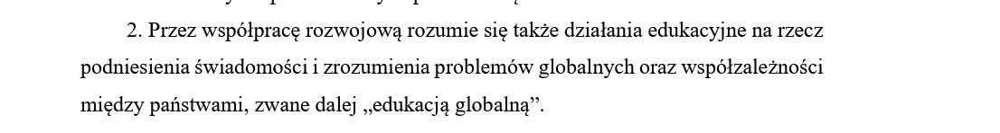 2. Przez współpracę rozwojową rozumie się także działania edukacyjne na rzecz
podniesienia świadomości i zrozumienia problemów globalnych oraz współzależności
między państwami, zwane dalej „edukacją globalną”.